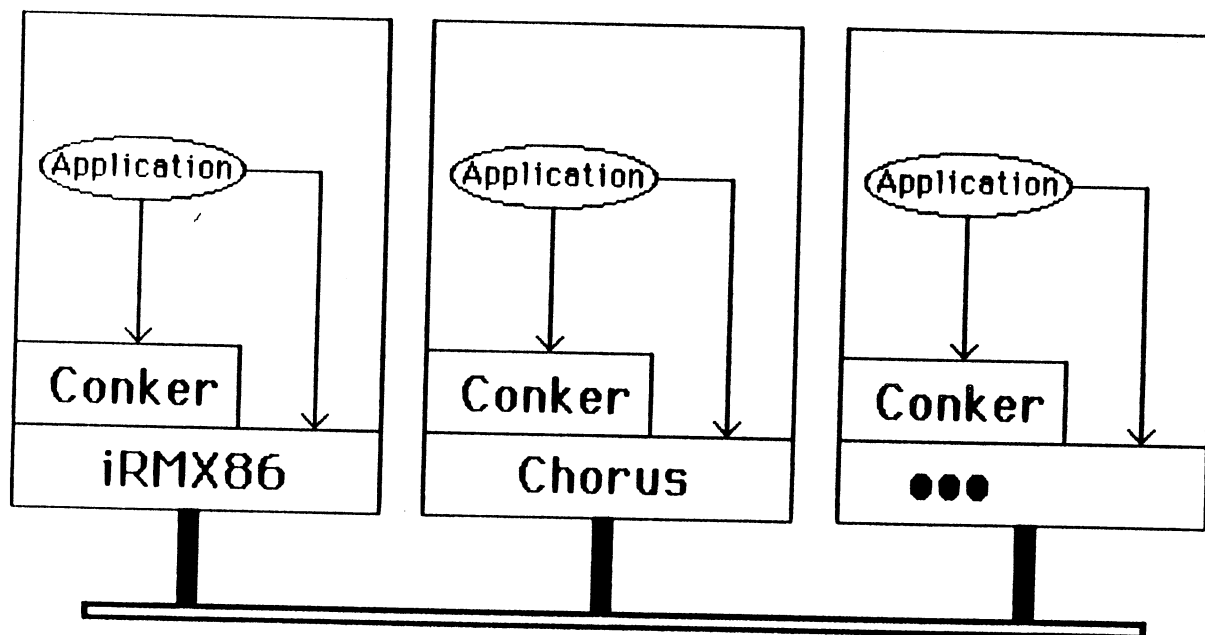 Application
Conker
iRMX86
Application
Conker
Chorus
Application
Conker
●●●